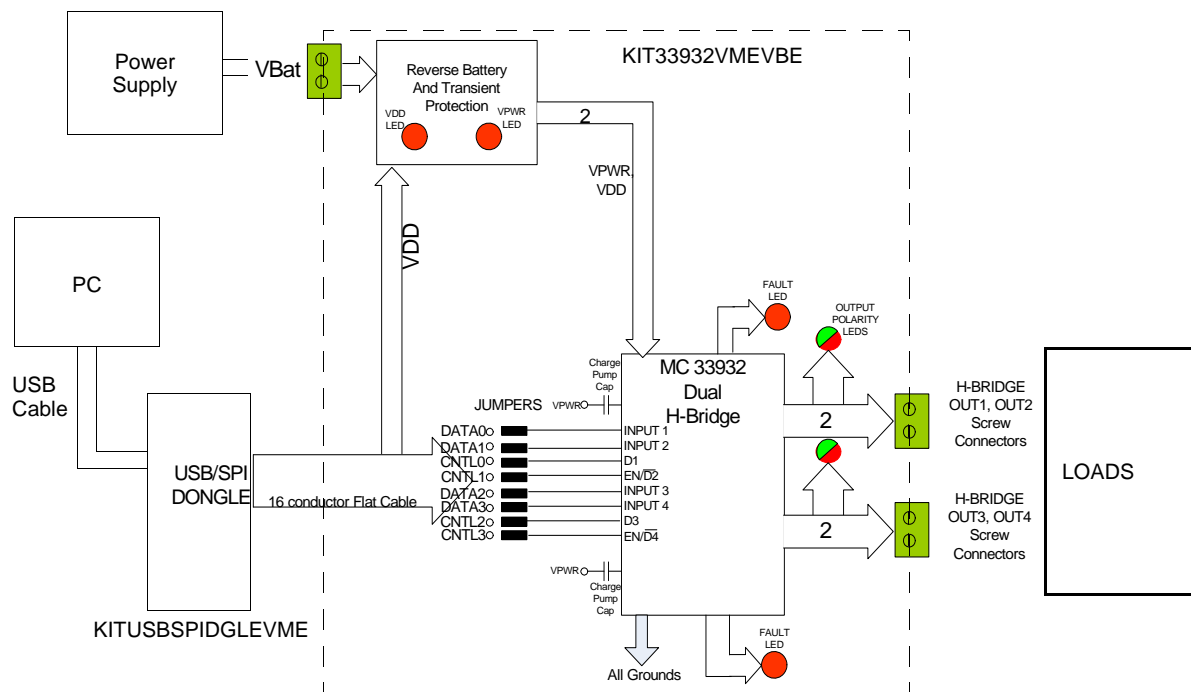 Power
Supply
VBat
KIT33932VMEVBE
Reverse Battery
And Transient
Protection
VDD
LED
VPWR
LED
2
VPWR,
VDD
VDD
PC
USB
Cable
USB/SPI
DONGLE
16 conductor Flat Cable
KITUSBSPIDGLEVME
JUMPERS
DATA0
DATA1
CNTL0
CNTL1
DATA2
DATA3
CNTL2
CNTL3
Charge
Pump
Cap
VPWR
MC 33932
Dual
H-Bridge
INPUT 1
INPUT 2
D1
EN/D2
INPUT 3
INPUT 4
D3
EN/D4
VPWR
Charge
Pump
Cap
All Grounds
FAULT
LED
OUTPUT
POLARITY
LEDS
2
2
FAULT
LED
H-BRIDGE
OUT1, OUT2
Screw
Connectors
H-BRIDGE
OUT3, OUT4
Screw
Connectors
LOADS